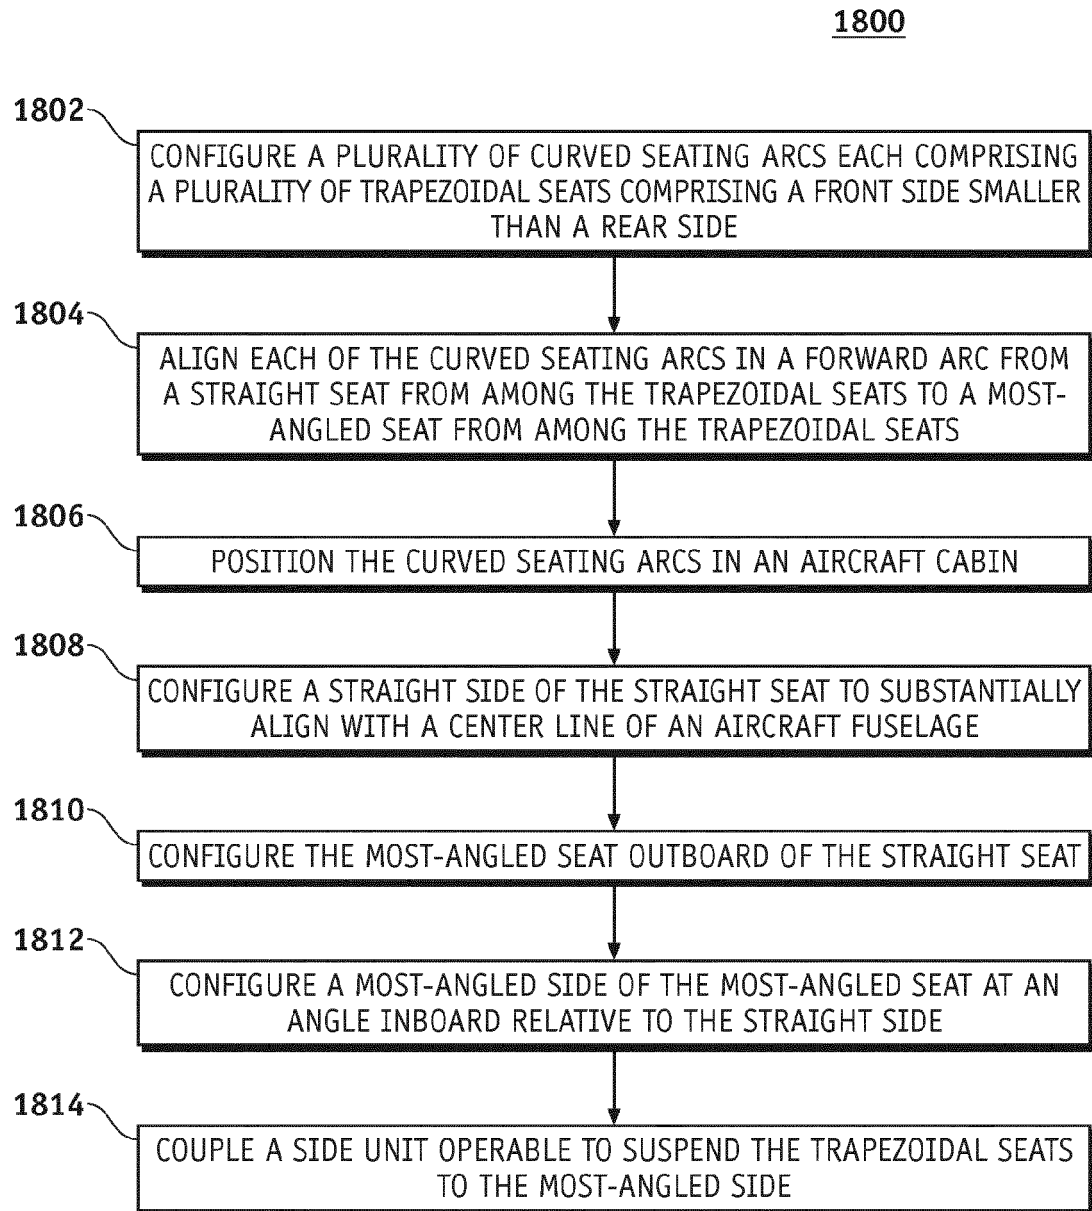 1800
1802
CONFIGURE A PLURALITY OF CURVED SEATING ARCS EACH COMPRISING
A PLURALITY OF TRAPEZOIDAL SEATS COMPRISING A FRONT SIDE SMALLER
THAN A REAR SIDE
1804
ALIGN EACH OF THE CURVED SEATING ARCS IN A FORWARD ARC FROM
A STRAIGHT SEAT FROM AMONG THE TRAPEZOIDAL SEATS TO A MOST-
ANGLED SEAT FROM AMONG THE TRAPEZOIDAL SEATS
1806
POSITION THE CURVED SEATING ARCS IN AN AIRCRAFT CABIN
1808
CONFIGURE A STRAIGHT SIDE OF THE STRAIGHT SEAT TO SUBSTANTIALLY
ALIGN WITH A CENTER LINE OF AN AIRCRAFT FUSELAGE
1810
CONFIGURE THE MOST-ANGLED SEAT OUTBOARD OF THE STRAIGHT SEAT
1812
CONFIGURE A MOST-ANGLED SIDE OF THE MOST-ANGLED SEAT AT AN
ANGLE INBOARD RELATIVE TO THE STRAIGHT SIDE
1814
COUPLE A SIDE UNIT OPERABLE TO SUSPEND THE TRAPEZOIDAL SEATS
TO THE MOST-ANGLED SIDE